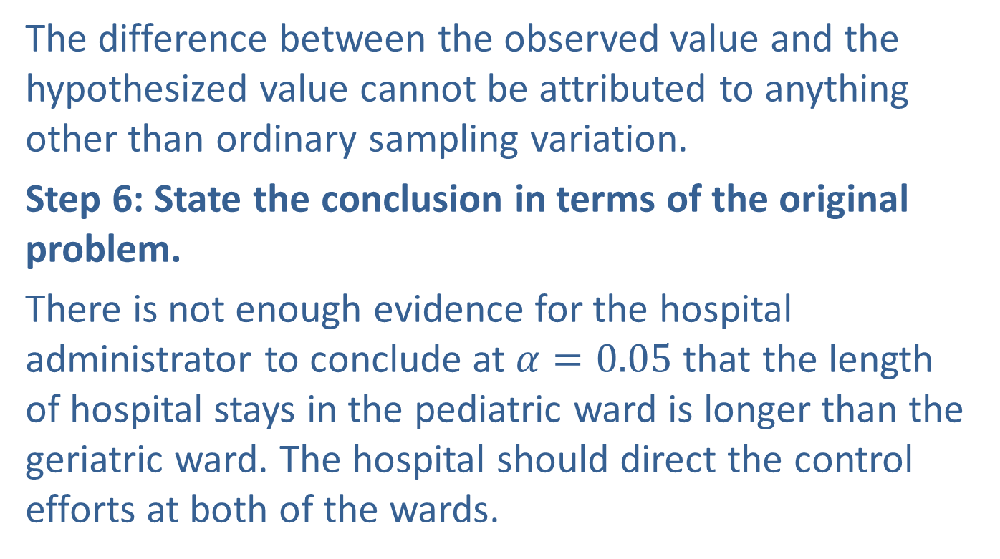 The difference between the observed value and the
hypothesized value cannot be attributed to anything
other than ordinary sampling variation.
Step 6: State the conclusion in terms of the original
problem.
There is not enough evidence for the hospital
administrator to conclude at 𝛼 = 0.05 that the length
of hospital stays in the pediatric ward is longer than the
geriatric ward. The hospital should direct the control
efforts at both of the wards.